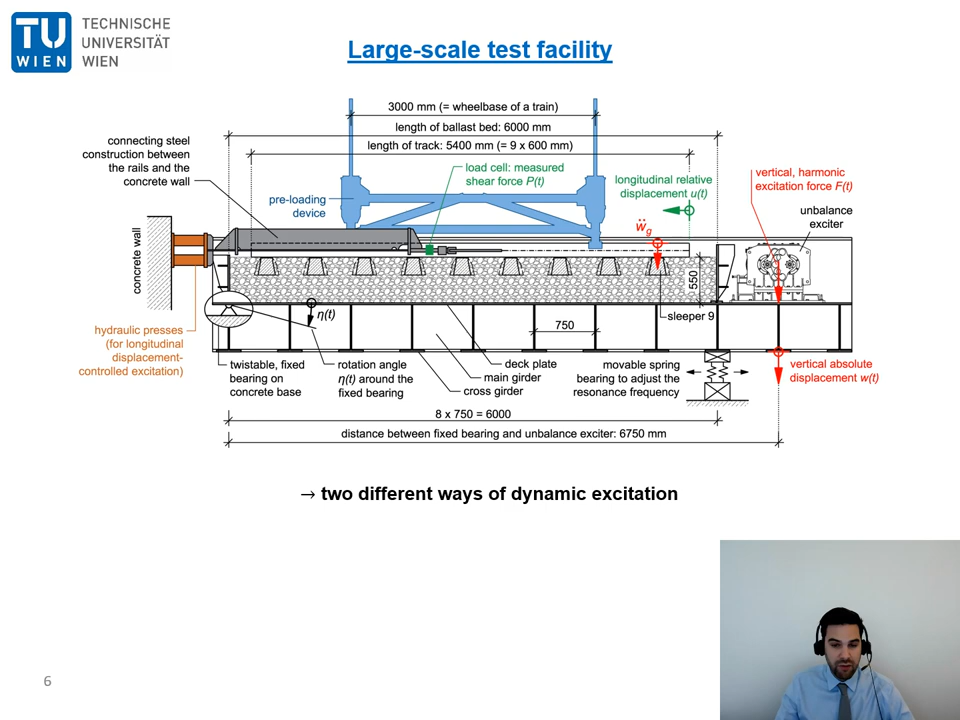 TU
WIEN
TECHNISCHE
UNIVERSITÄT
WIEN
Large-scale test facility
3000 mm (= wheelbase of a train)
length of ballast bed: 6000 mm
length of track: 5400 mm (= 9 x 600 mm)
connecting steel
construction between
the rails and the
concrete wall
load cell: measured
shear force P(t)
longitudinal relative
displacement u(t)
vertical, harmonic
excitation force F(t)
pre-loading
device
unbalance
exciter
ẅg
concrete wall
550
η(t)
sleeper 9
750
hydraulic presses
(for longitudinal
displacement-
controlled excitation)
twistable, fixed
bearing on
concrete base
rotation angle
η(t) around the
fixed bearing
deck plate
main girder
cross girder
movable spring
bearing to adjust the
resonance frequency
vertical absolute
displacement w(t)
8 x 750 = 6000
distance between fixed bearing and unbalance exciter: 6750 mm
→ two different ways of dynamic excitation
6